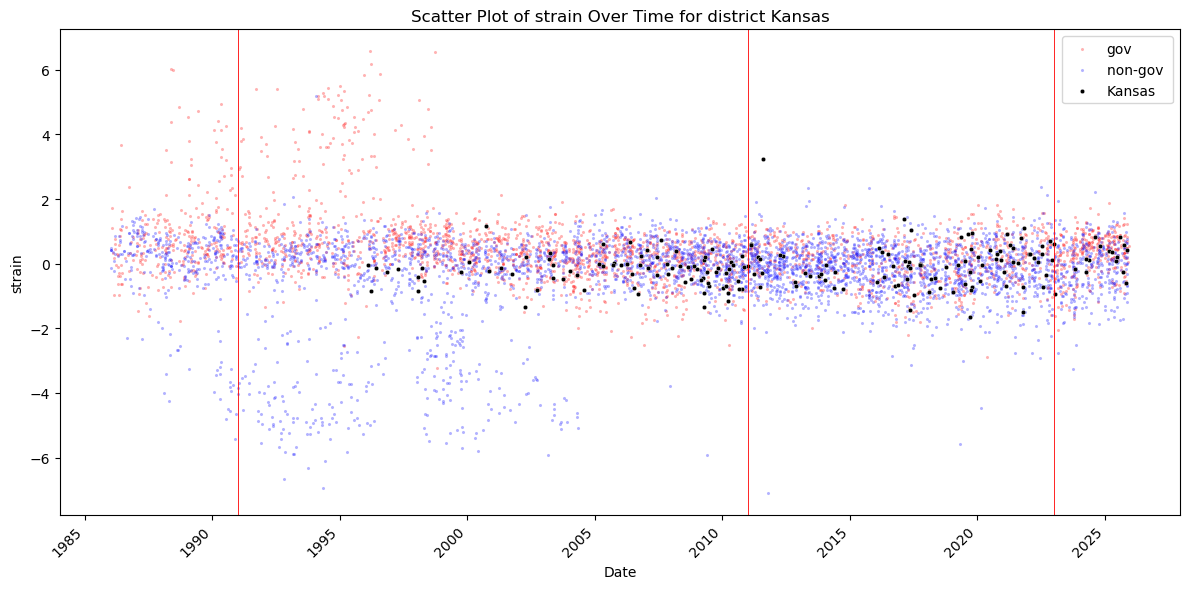 Scatter Plot of strain Over Time for district Kansas
gov
non-gov
Kansas
6
4
2
0
−2
−4
−6
strain
1985
1990
1995
2000
2005
2010
2015
2020
2025
Date